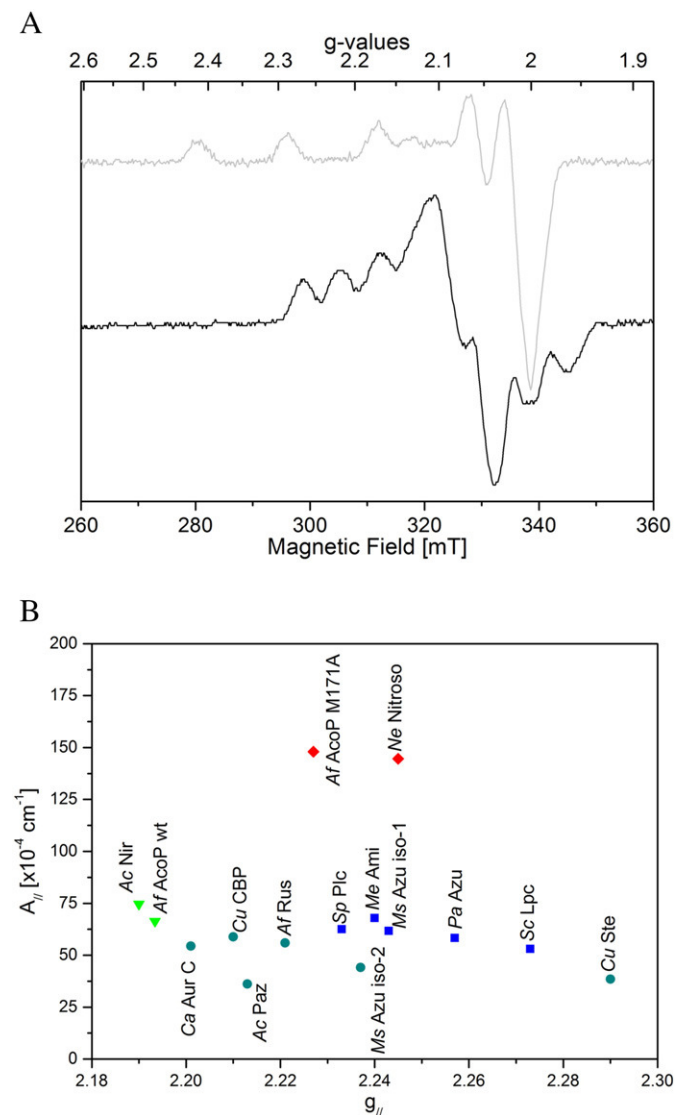 A
g-values
2.6 2.5 2.4 2.3 2.2 2.1 2 1.9
260 280 300 320 340 360
Magnetic Field [mT]
B
200
175
150
125
100
75
50
25
0
A// [x10-4 cm-1]
Ac Nir
Af AcoP wt
Ca Aur C
Cu CBP
Ac Paz
Af Rus
Af AcoP M171A
Sp Plc
Ms Azu iso-2
Me Ami
Ms Azu iso-1
Ne Nitroso
Pa Azu
Sc Lpc
Cu Ste
2.18 2.20 2.22 2.24 2.26 2.28 2.30
g//